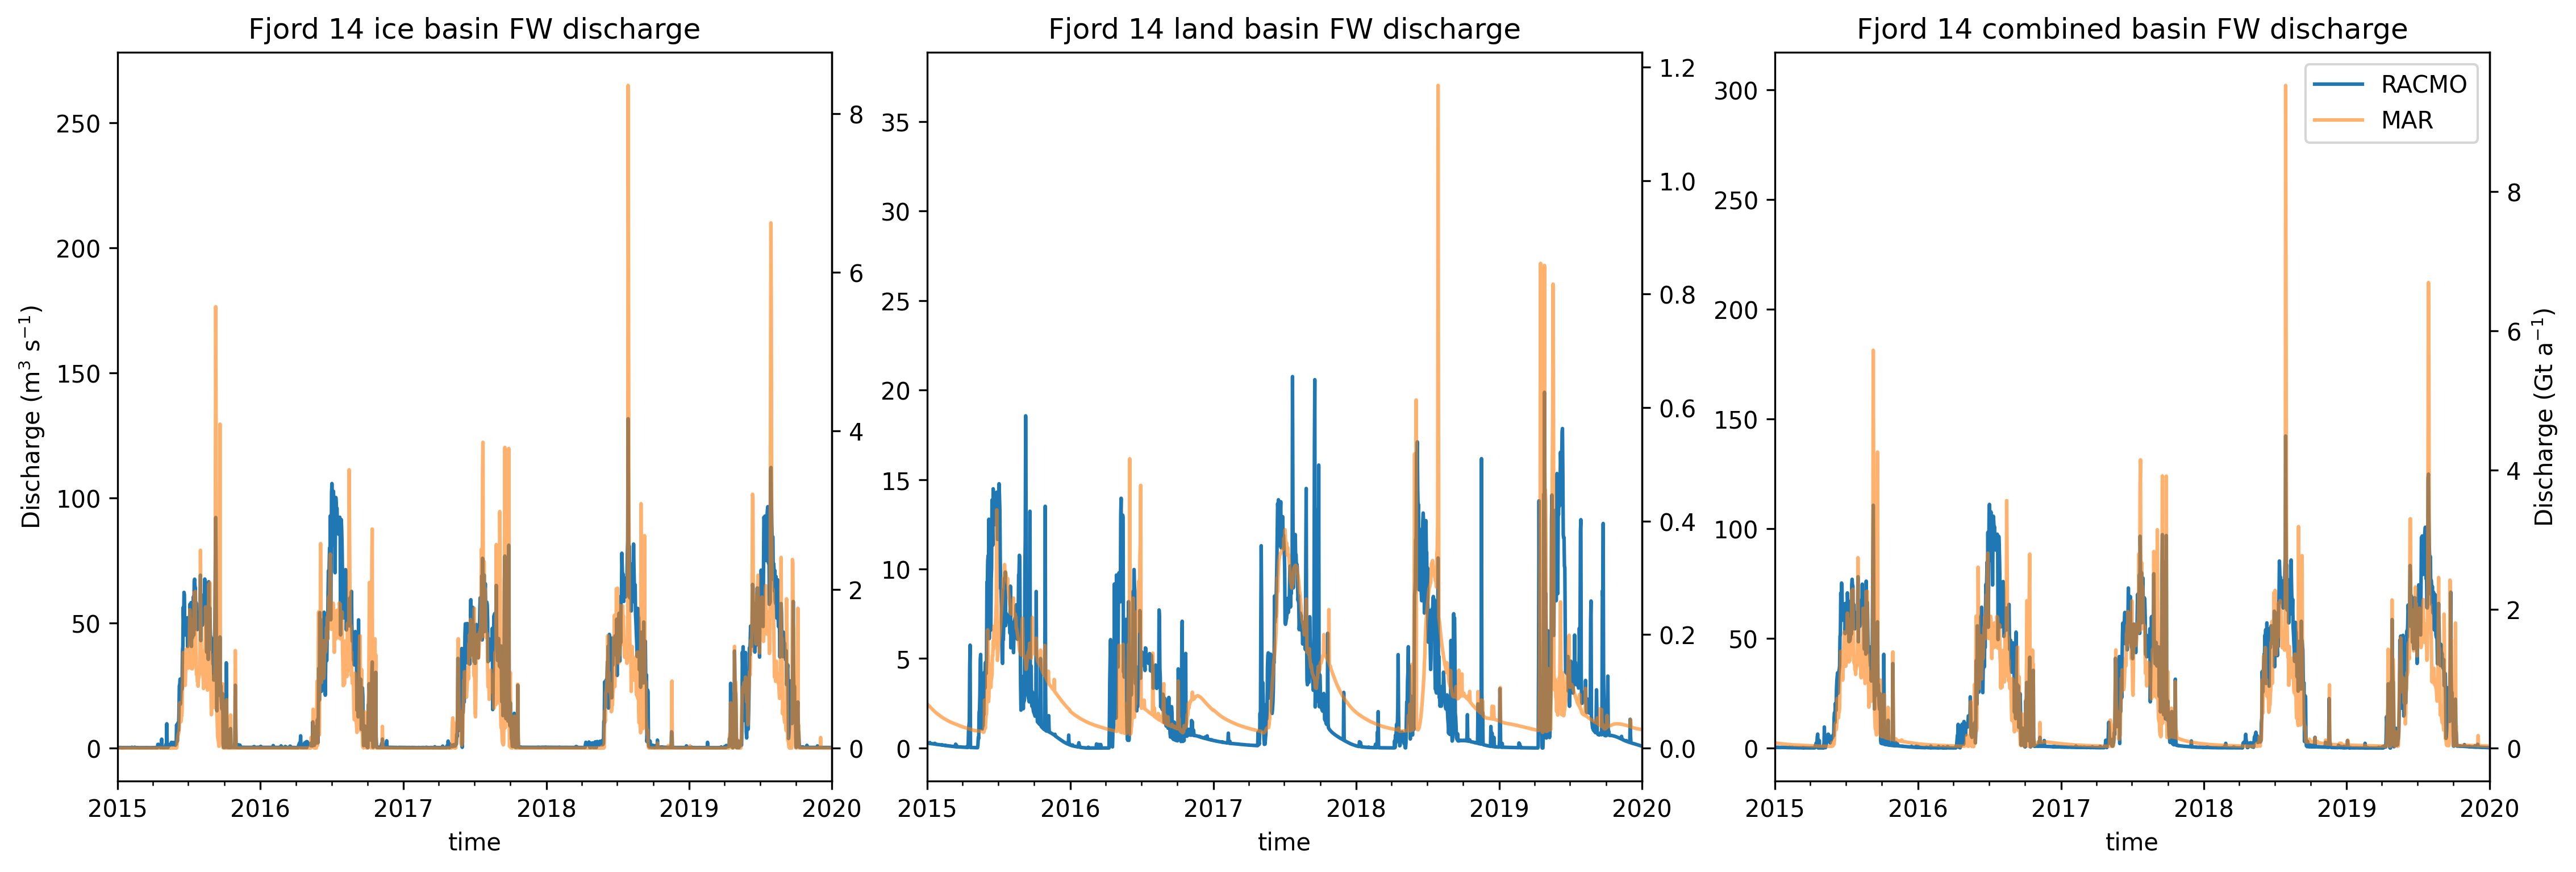 Fjord 14 ice basin FW discharge
Discharge (m³ s⁻¹)
250
200
150
100
50
0
8
6
4
2
0
2015 2016 2017 2018 2019 2020
time
Fjord 14 land basin FW discharge
35
30
25
20
15
10
5
0
1.2
1.0
0.8
0.6
0.4
0.2
0.0
2015 2016 2017 2018 2019 2020
time
Fjord 14 combined basin FW discharge
RACMO
MAR
300
250
200
150
100
50
0
8
6
4
2
0
Discharge (Gt a⁻¹)
2015 2016 2017 2018 2019 2020
time